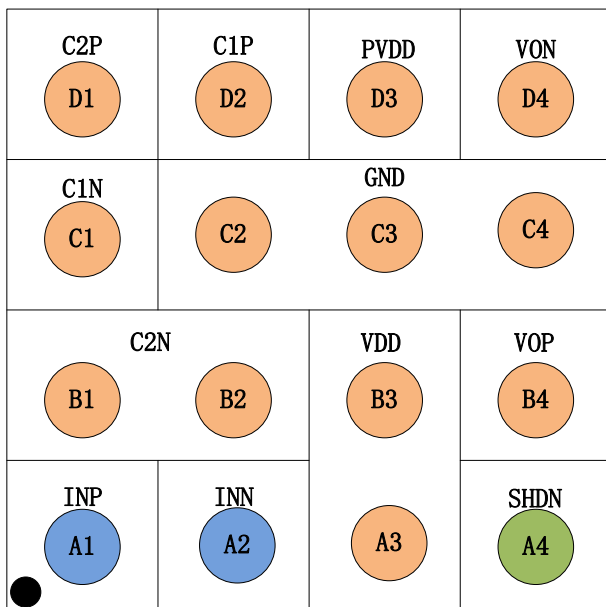 C2P C1P PVDD VON
D1 D2 D3 D4
C1N GND
C1 C2 C3 C4
C2N VDD VOP
B1 B2 B3 B4
INP INN SHDN
A1 A2 A3 A4